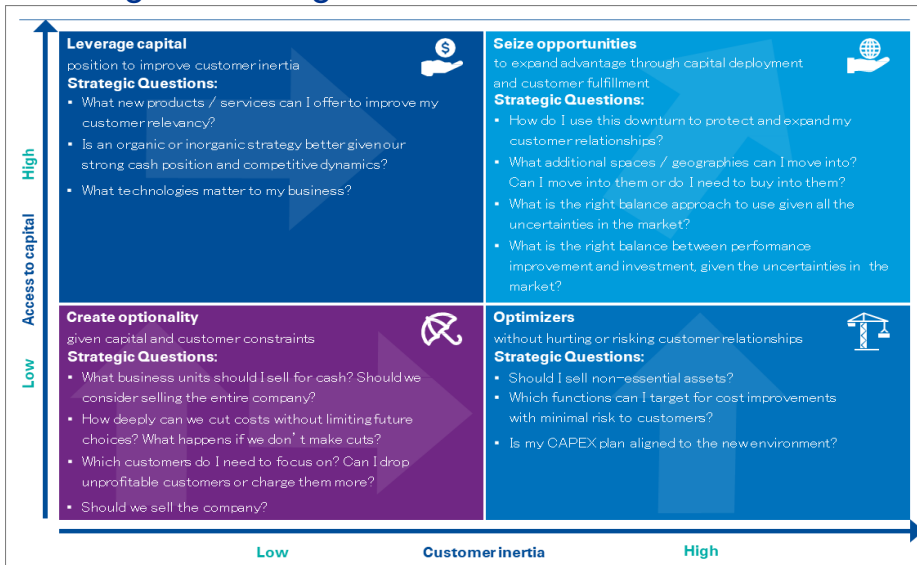 Leverage capital
position to improve customer inertia
Strategic Questions:
▪ What new products / services can I offer to improve my
customer relevancy?
▪ Is an organic or inorganic strategy better given our
strong cash position and competitive dynamics?
▪ What technologies matter to my business?
Seize opportunities
to expand advantage through capital deployment
and customer fulfillment
Strategic Questions:
▪ How do I use this downturn to protect and expand my
customer relationships?
▪ What additional spaces / geographies can I move into?
Can I move into them or do I need to buy into them?
▪ What is the right balance approach to use given all the
uncertainties in the market?
▪ What is the right balance between performance
improvement and investment, given the uncertainties in the
market?
Create optionality
given capital and customer constraints
Strategic Questions:
▪ What business units should I sell for cash? Should we
consider selling the entire company?
▪ How deeply can we cut costs without limiting future
choices? What happens if we don't make cuts?
▪ Which customers do I need to focus on? Can I drop
unprofitable customers or charge them more?
▪ Should we sell the company?
Optimizers
without hurting or risking customer relationships
Strategic Questions:
▪ Should I sell non-essential assets?
▪ Which functions can I target for cost improvements
with minimal risk to customers?
▪ Is my CAPEX plan aligned to the new environment?
High
Access to capital
Low
Low
Customer inertia
High
$